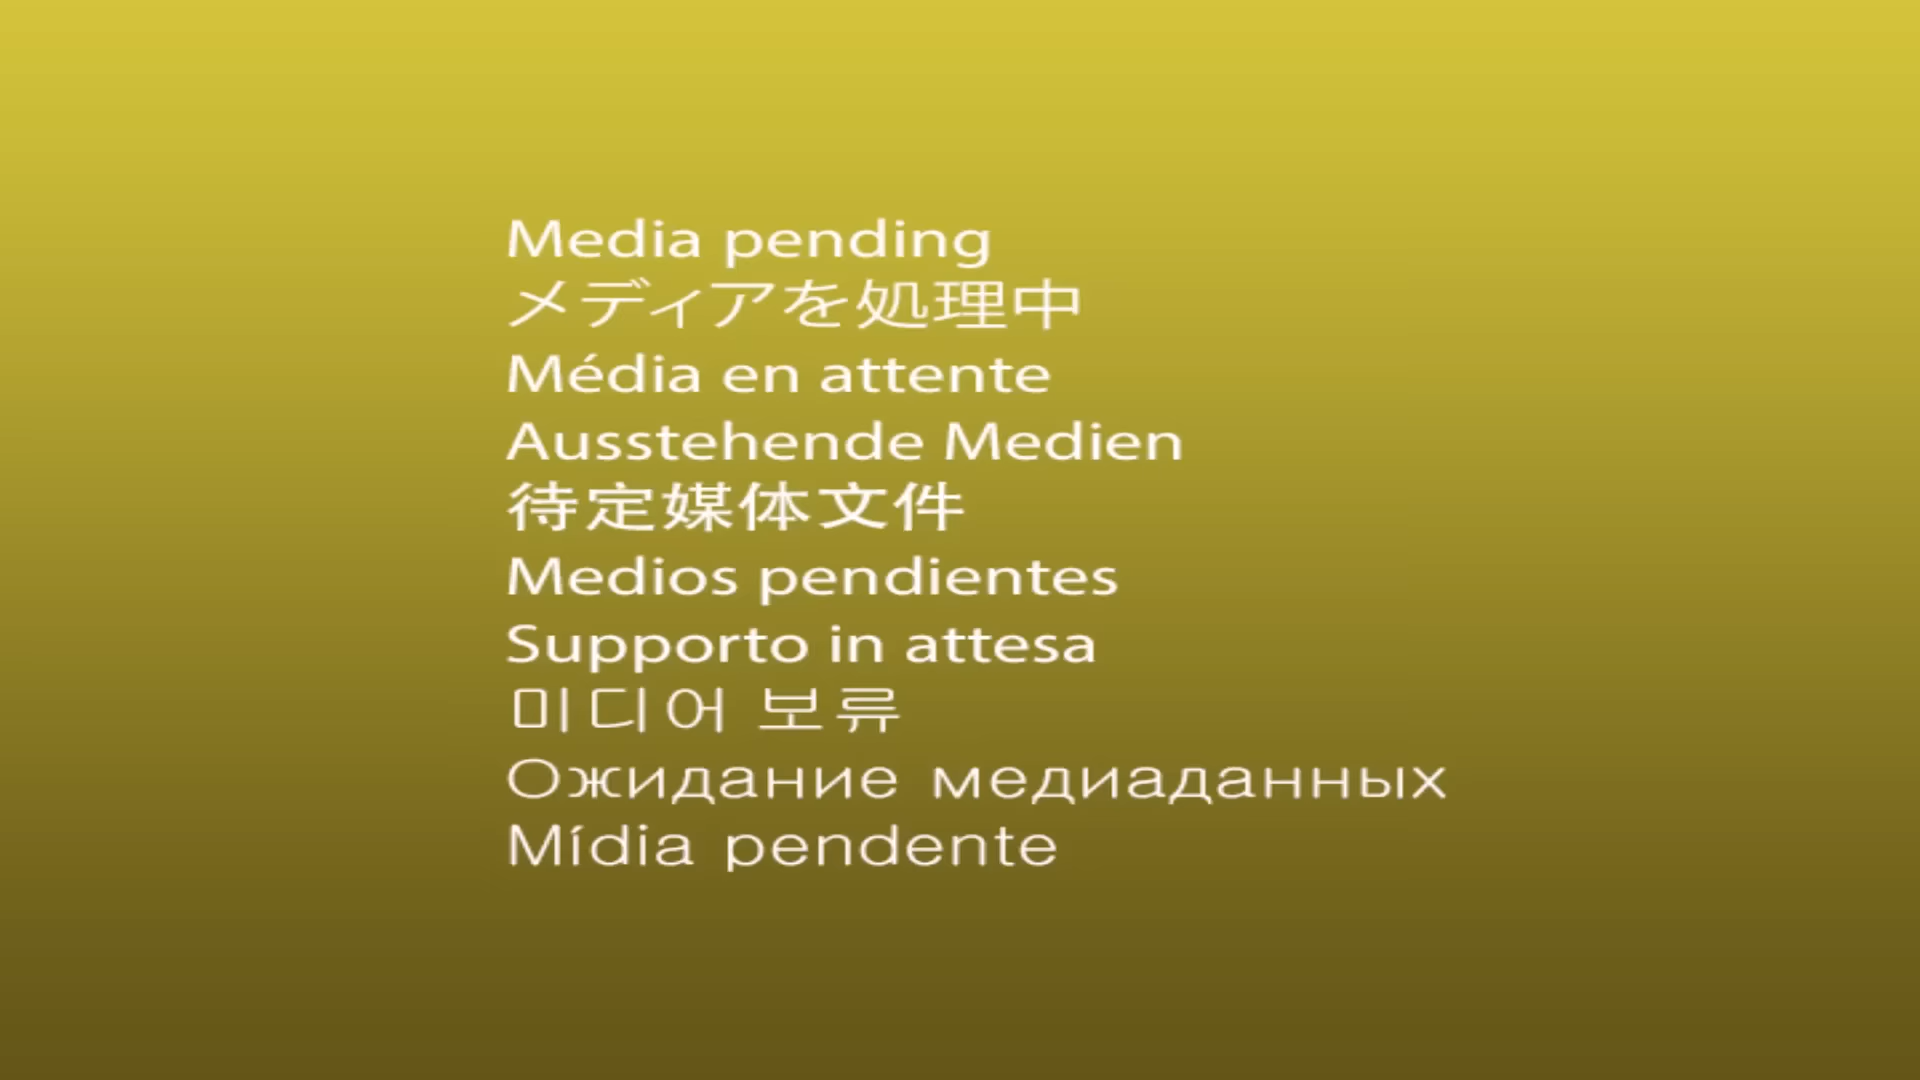 Media pending
メディアを処理中
Média en attente
Ausstehende Medien
待定媒体文件
Medios pendientes
Supporto in attesa
미디어 보류
Ожидание медиаданных
Mídia pendente